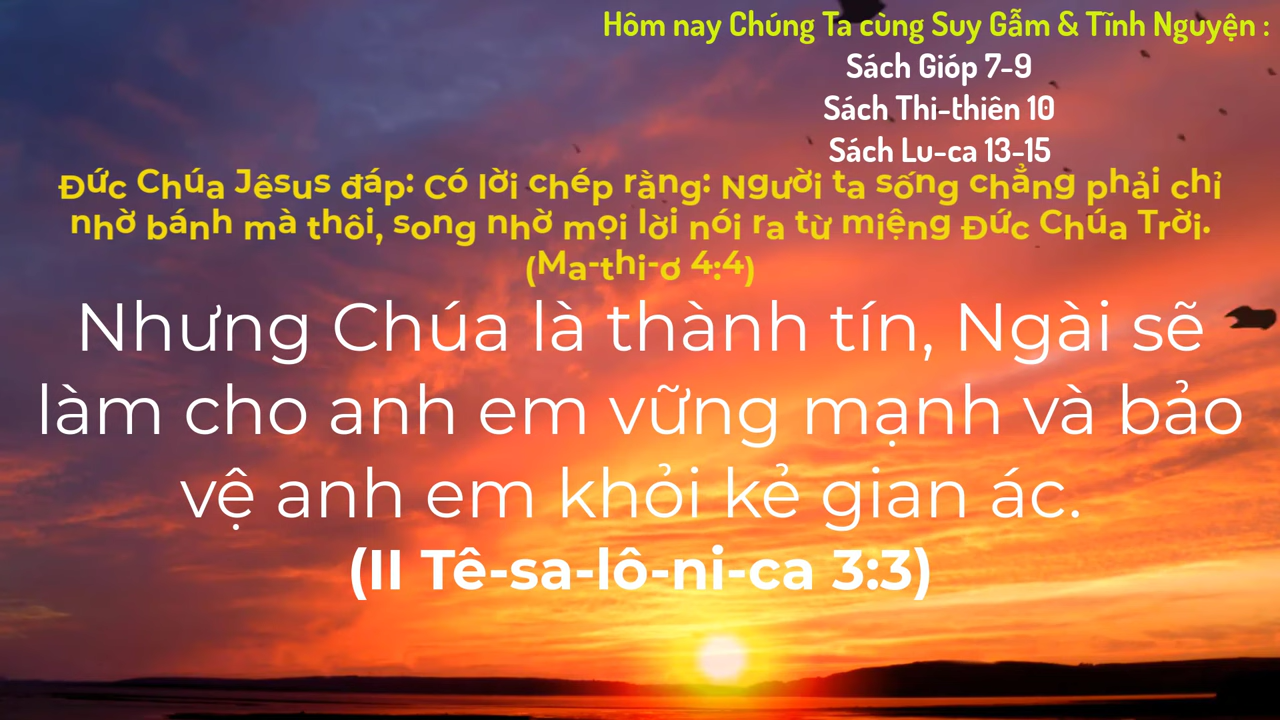 Hôm nay Chúng Ta cùng Suy Gẫm & Tĩnh Nguyện :
Sách Gióp 7-9
Sách Thi-thiên 10
Sách Lu-ca 13-15
Đức Chúa Jêsus đáp: Có lời chép rằng: Người ta sống chẳng phải chỉ
nhờ bánh mà thôi, song nhờ mọi lời nói ra từ miệng Đức Chúa Trời.
(Ma-thi-ơ 4:4)
Nhưng Chúa là thành tín, Ngài sẽ
làm cho anh em vững mạnh và bảo
vệ anh em khỏi kẻ gian ác.
(II Tê-sa-lô-ni-ca 3:3)